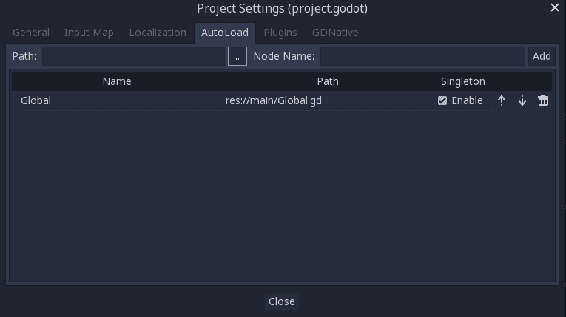 Project Settings (project.godot)
General Input Map Localization AutoLoad Plugins GDNative
Path: .. Node Name: Add
Name Path Singleton
Global res://main/Global.gd Enable
Close